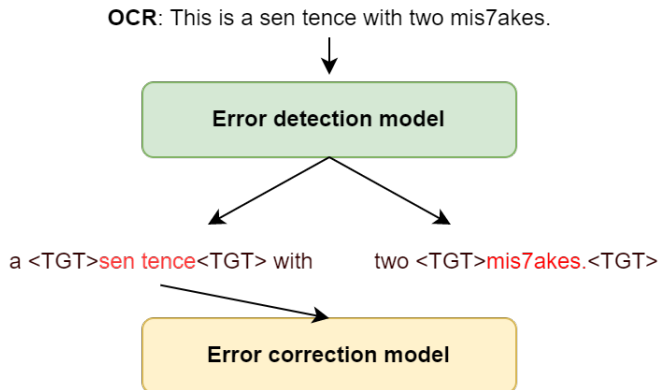 OCR: This is a sen tence with two mis7akes.
Error detection model
a <TGT>sen tence<TGT> with
two <TGT>mis7akes.<TGT>
Error correction model